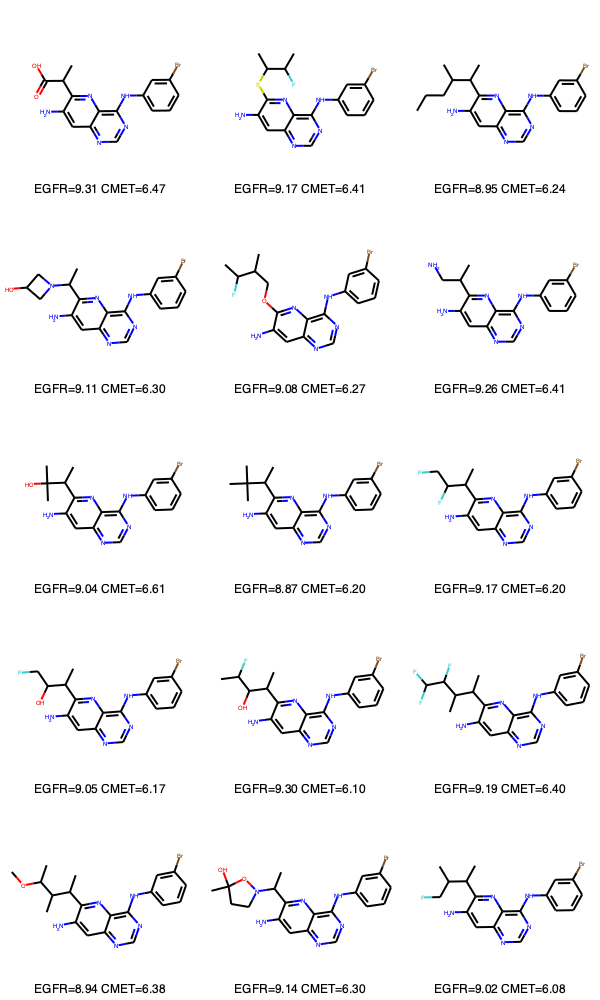 EGFR=9.31 CMET=6.47
EGFR=9.17 CMET=6.41
EGFR=8.95 CMET=6.24
EGFR=9.11 CMET=6.30
EGFR=9.08 CMET=6.27
EGFR=9.26 CMET=6.41
EGFR=9.04 CMET=6.61
EGFR=8.87 CMET=6.20
EGFR=9.17 CMET=6.20
EGFR=9.05 CMET=6.17
EGFR=9.30 CMET=6.10
EGFR=9.19 CMET=6.40
EGFR=8.94 CMET=6.38
EGFR=9.14 CMET=6.30
EGFR=9.02 CMET=6.08